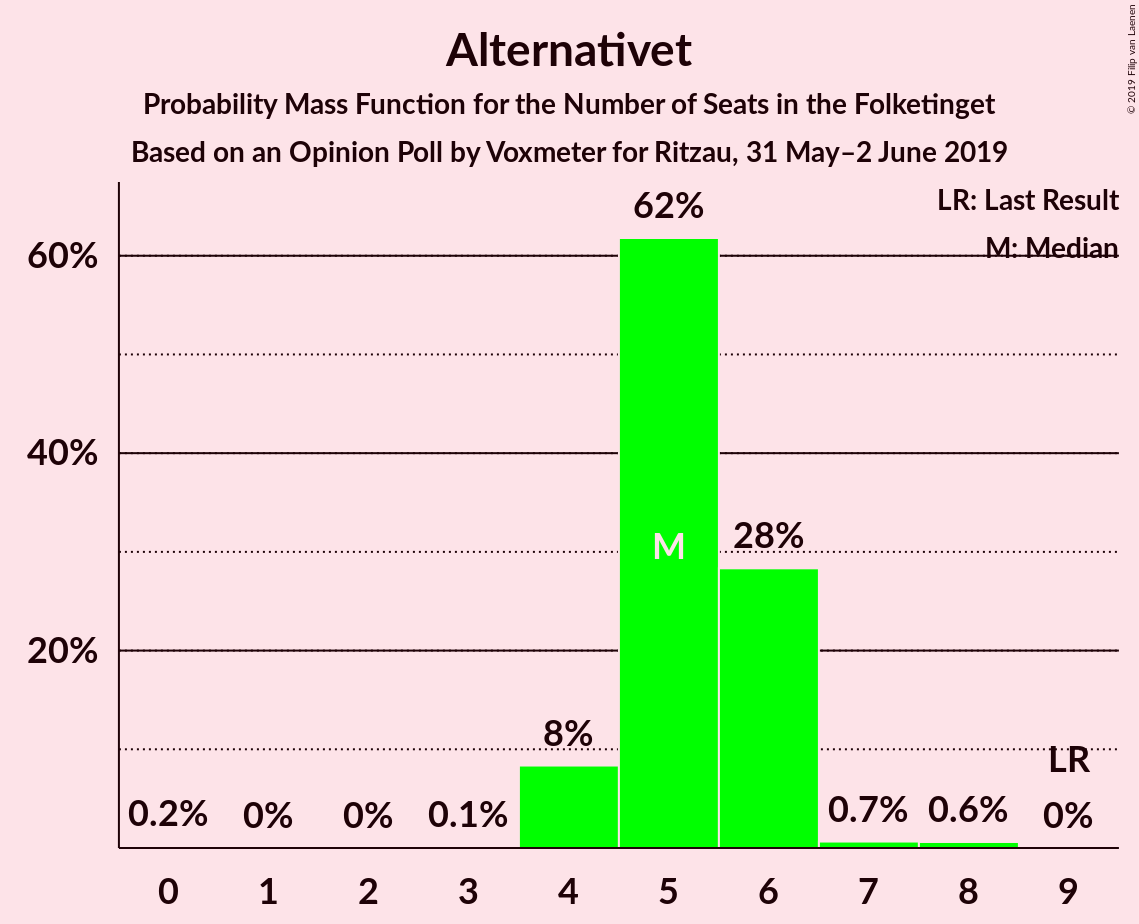 Alternativet
Probability Mass Function for the Number of Seats in the Folketinget
Based on an Opinion Poll by Voxmeter for Ritzau, 31 May–2 June 2019
© 2019 Filip van Laenen
LR: Last Result
M: Median
60%
40%
20%
0.2%
0%
0%
0.1%
8%
62%
M
28%
0.7%
0.6%
LR
0%
0 1 2 3 4 5 6 7 8 9